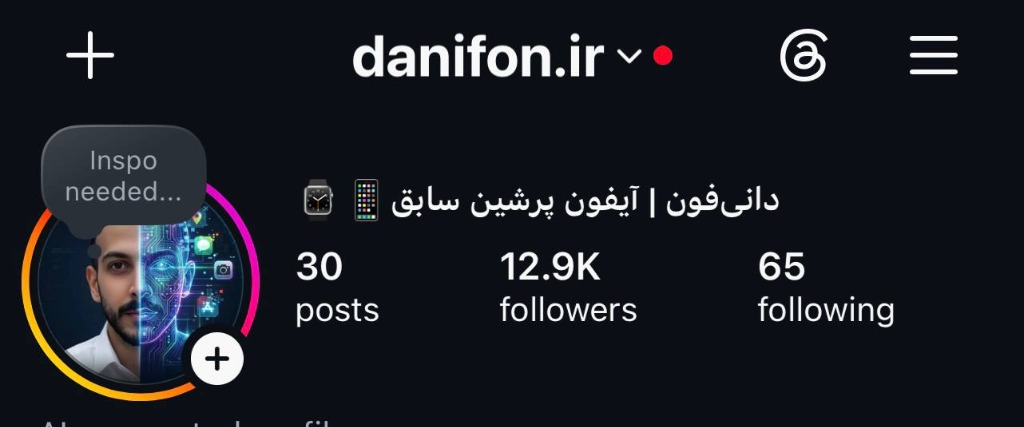 danifon.ir
Inspo
needed...
دانی‌فون | آیفون پرشین سابق
30 12.9K 65
posts followers following